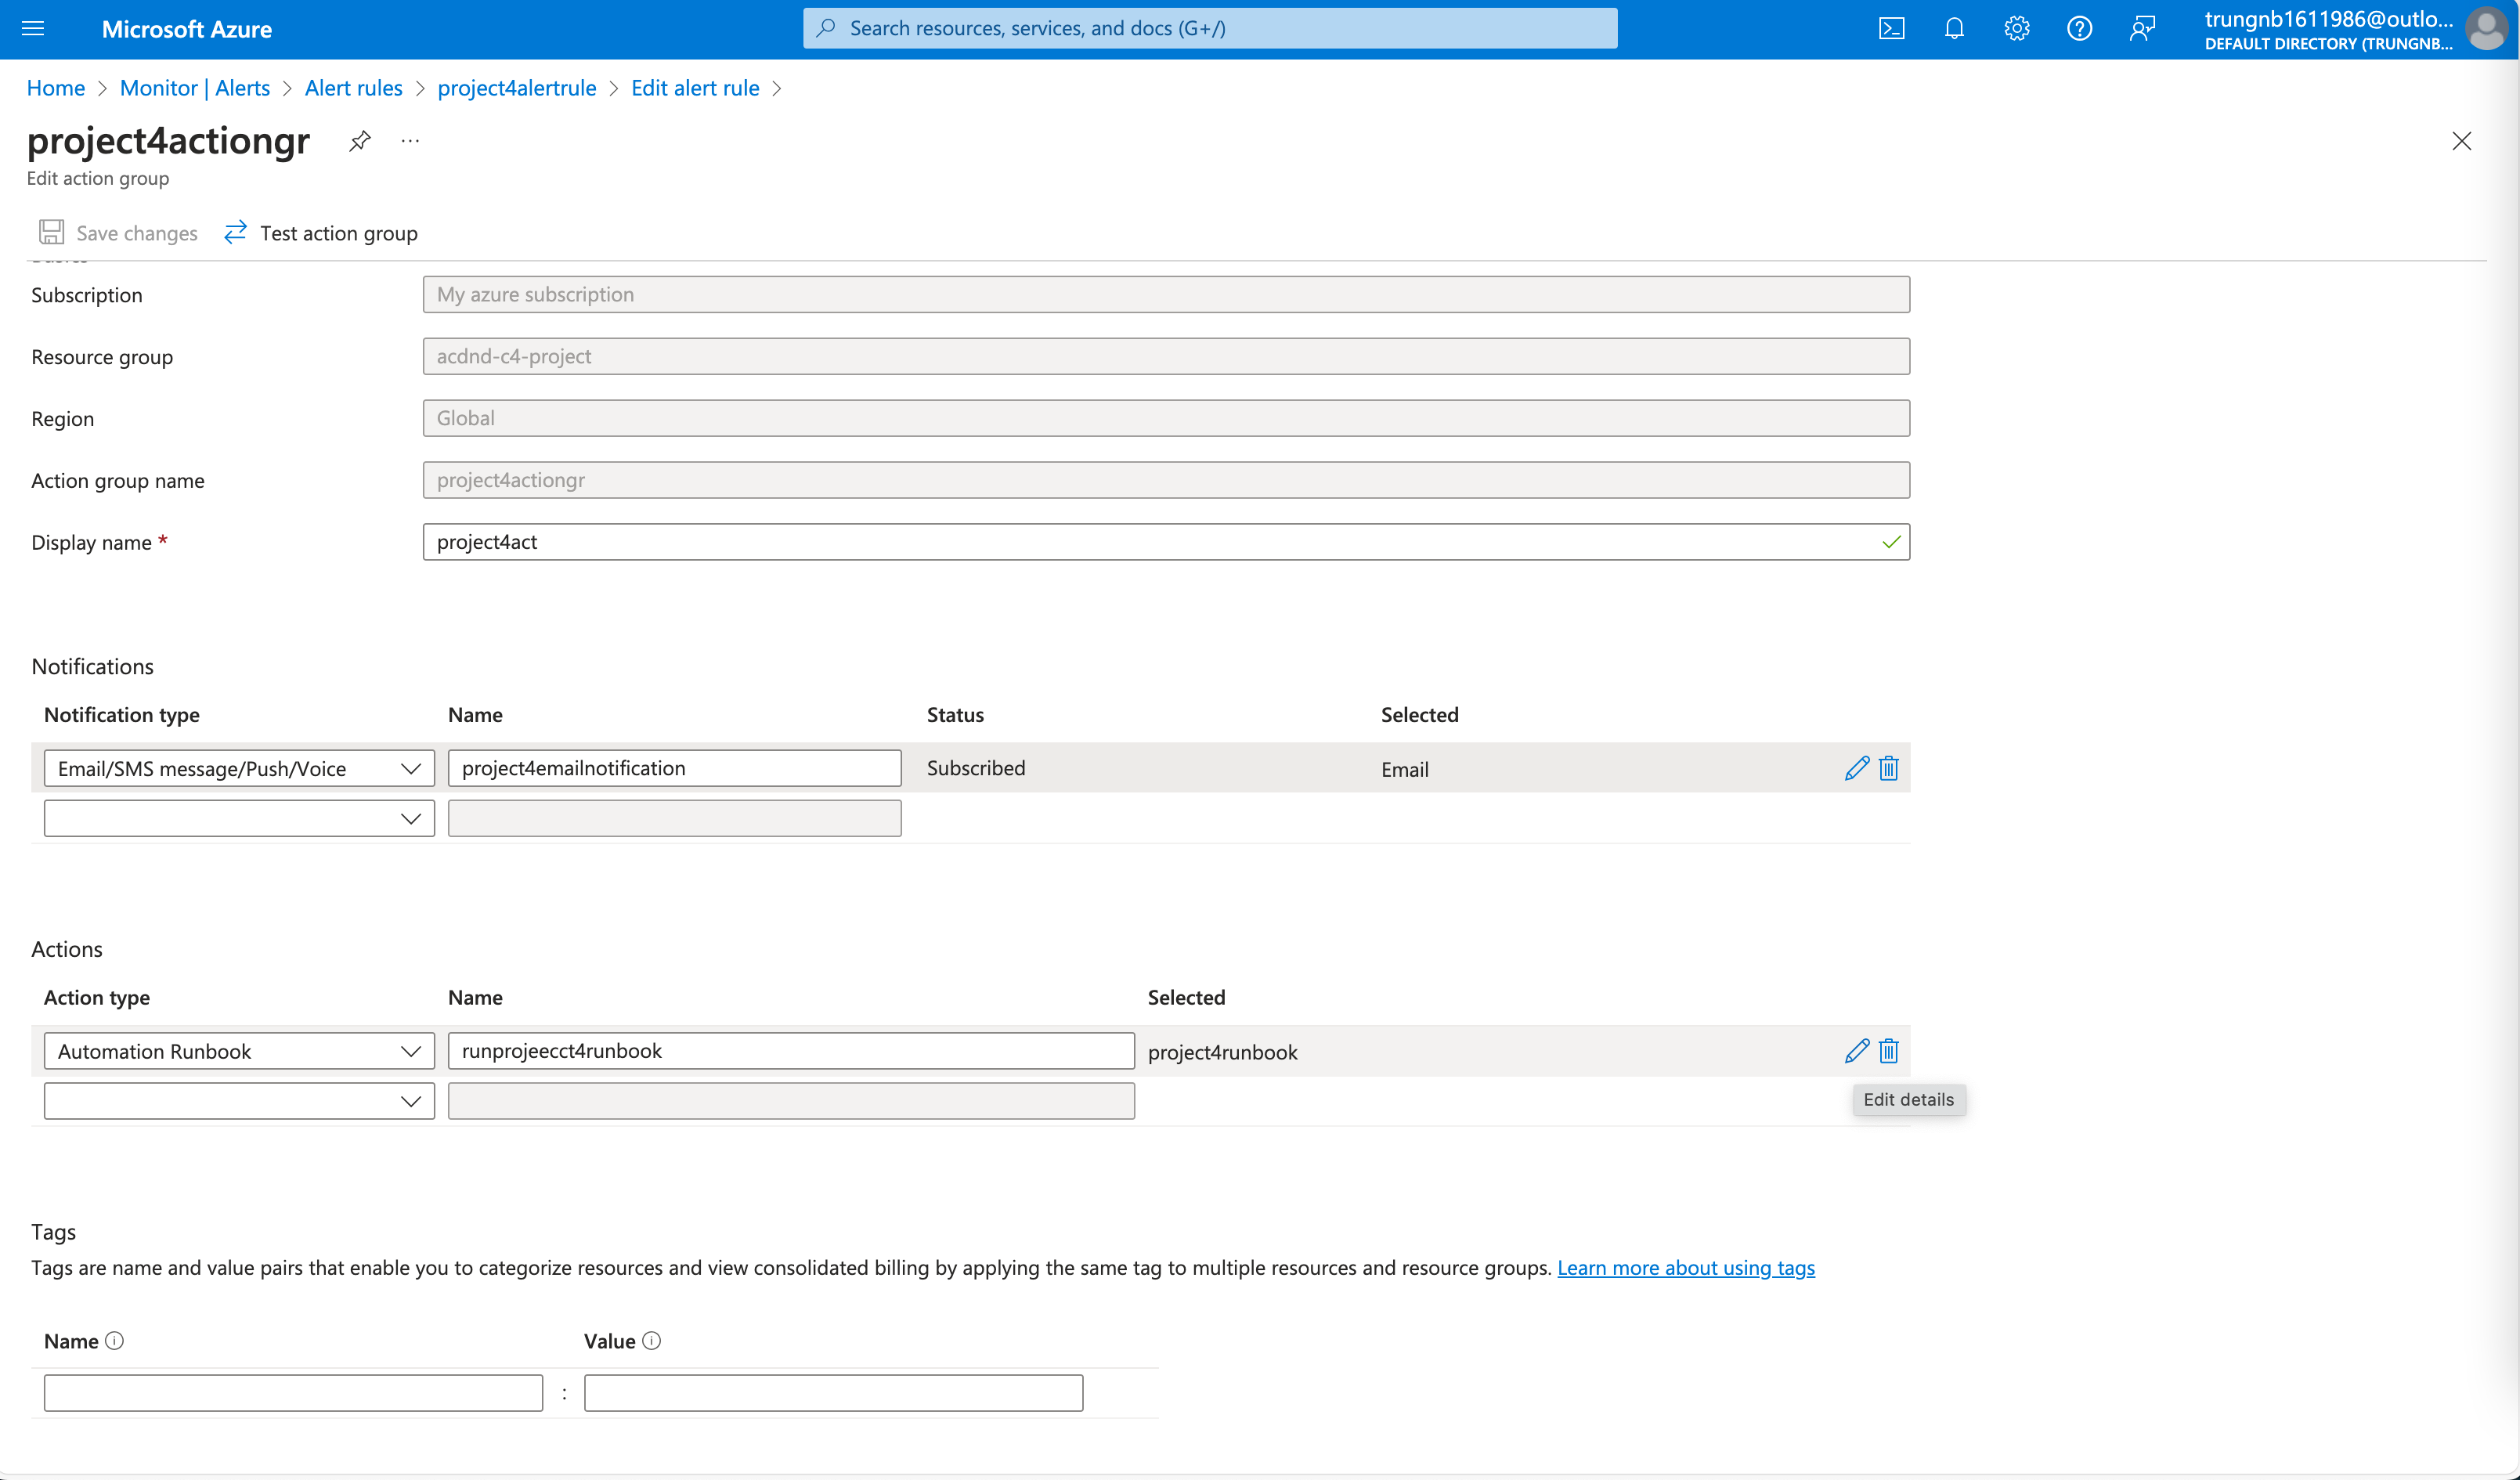 Microsoft Azure
Search resources, services, and docs (G+/)
trungnb1611986@outlo...
DEFAULT DIRECTORY (TRUNGNB...
Home > Monitor | Alerts > Alert rules > project4alertrule > Edit alert rule >
project4actiongr ...
Edit action group
Save changes Test action group
Subscription My azure subscription
Resource group acdnd-c4-project
Region Global
Action group name project4actiongr
Display name * project4act
Notifications
Notification type Name Status Selected
Email/SMS message/Push/Voice project4emailnotification Subscribed Email
Actions
Action type Name Selected
Automation Runbook runprojeecct4runbook project4runbook
Edit details
Tags
Tags are name and value pairs that enable you to categorize resources and view consolidated billing by applying the same tag to multiple resources and resource groups. Learn more about using tags
Name Value
: